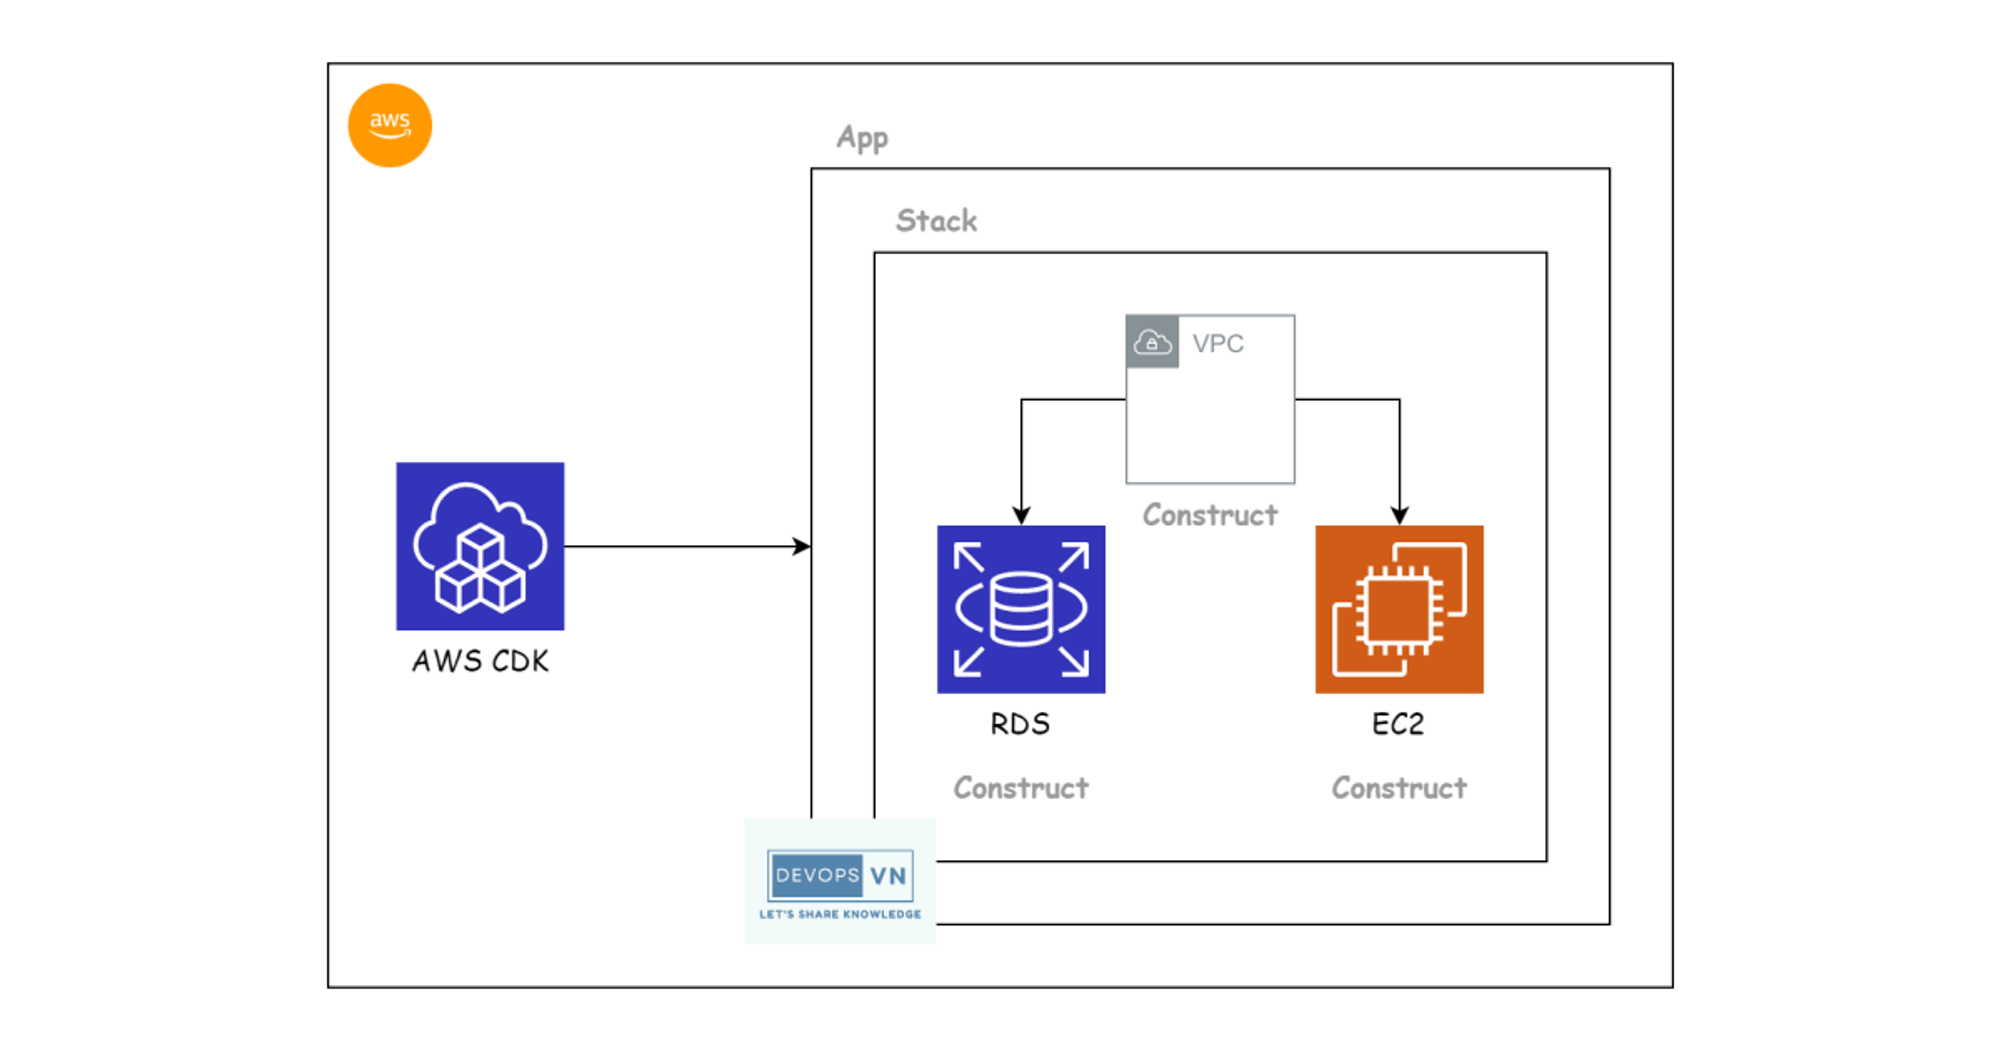 aws
App
Stack
VPC
Construct
AWS CDK
RDS
EC2
Construct
Construct
DEVOPS VN
LET'S SHARE KNOWLEDGE